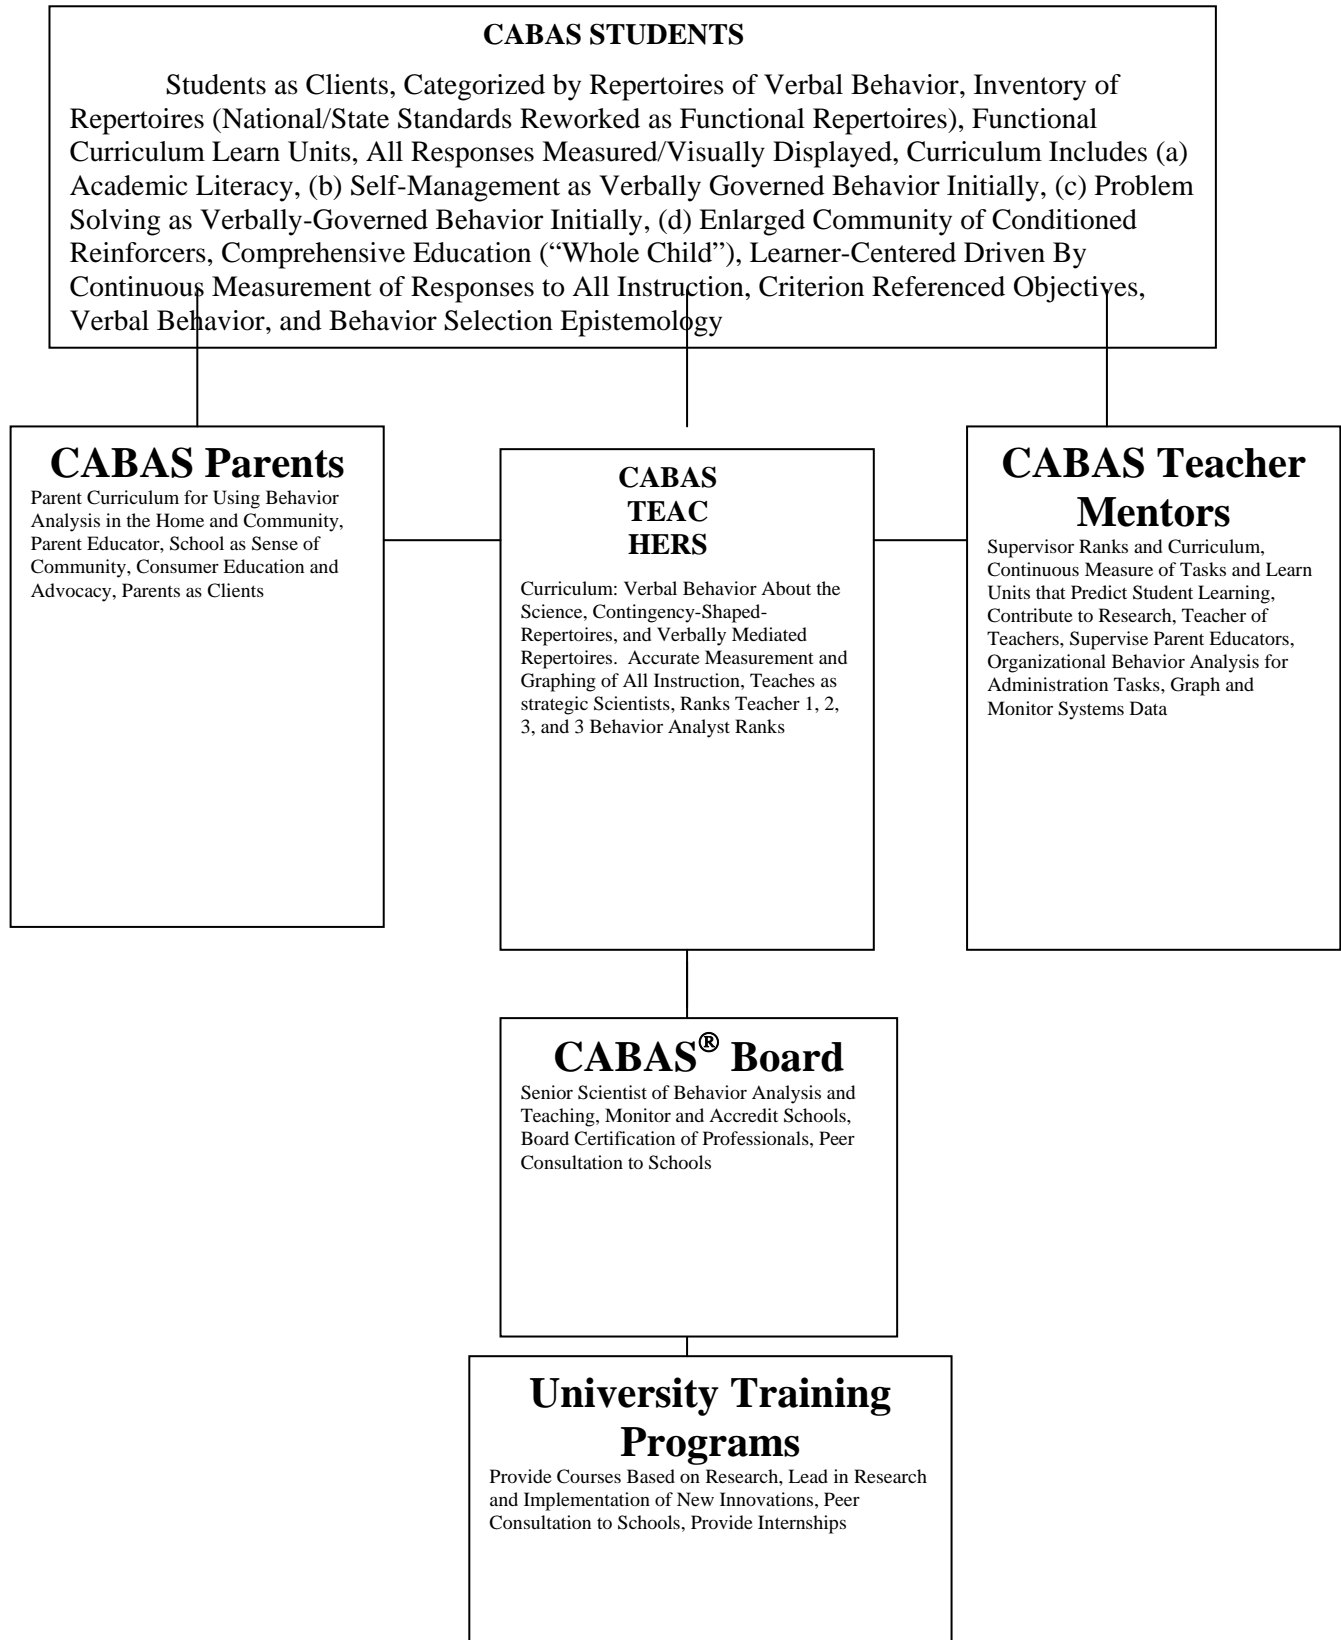 CABAS STUDENTS
Students as Clients, Categorized by Repertoires of Verbal Behavior, Inventory of
Repertoires (National/State Standards Reworked as Functional Repertoires), Functional
Curriculum Learn Units, All Responses Measured/Visually Displayed, Curriculum Includes (a)
Academic Literacy, (b) Self-Management as Verbally Governed Behavior Initially, (c) Problem
Solving as Verbally-Governed Behavior Initially, (d) Enlarged Community of Conditioned
Reinforcers, Comprehensive Education (“Whole Child”), Learner-Centered Driven By
Continuous Measurement of Responses to All Instruction, Criterion Referenced Objectives,
Verbal Behavior, and Behavior Selection Epistemology
CABAS Parents
Parent Curriculum for Using Behavior
Analysis in the Home and Community,
Parent Educator, School as Sense of
Community, Consumer Education and
Advocacy, Parents as Clients
CABAS
TEAC
HERS
Curriculum: Verbal Behavior About the
Science, Contingency-Shaped-
Repertoires, and Verbally Mediated
Repertoires.  Accurate Measurement and
Graphing of All Instruction, Teaches as
strategic Scientists, Ranks Teacher 1, 2,
3, and 3 Behavior Analyst Ranks
CABAS Teacher
Mentors
Supervisor Ranks and Curriculum,
Continuous Measure of Tasks and Learn
Units that Predict Student Learning,
Contribute to Research, Teacher of
Teachers, Supervise Parent Educators,
Organizational Behavior Analysis for
Administration Tasks, Graph and
Monitor Systems Data
CABAS® Board
Senior Scientist of Behavior Analysis and
Teaching, Monitor and Accredit Schools,
Board Certification of Professionals, Peer
Consultation to Schools
University Training
Programs
Provide Courses Based on Research, Lead in Research
and Implementation of New Innovations, Peer
Consultation to Schools, Provide Internships